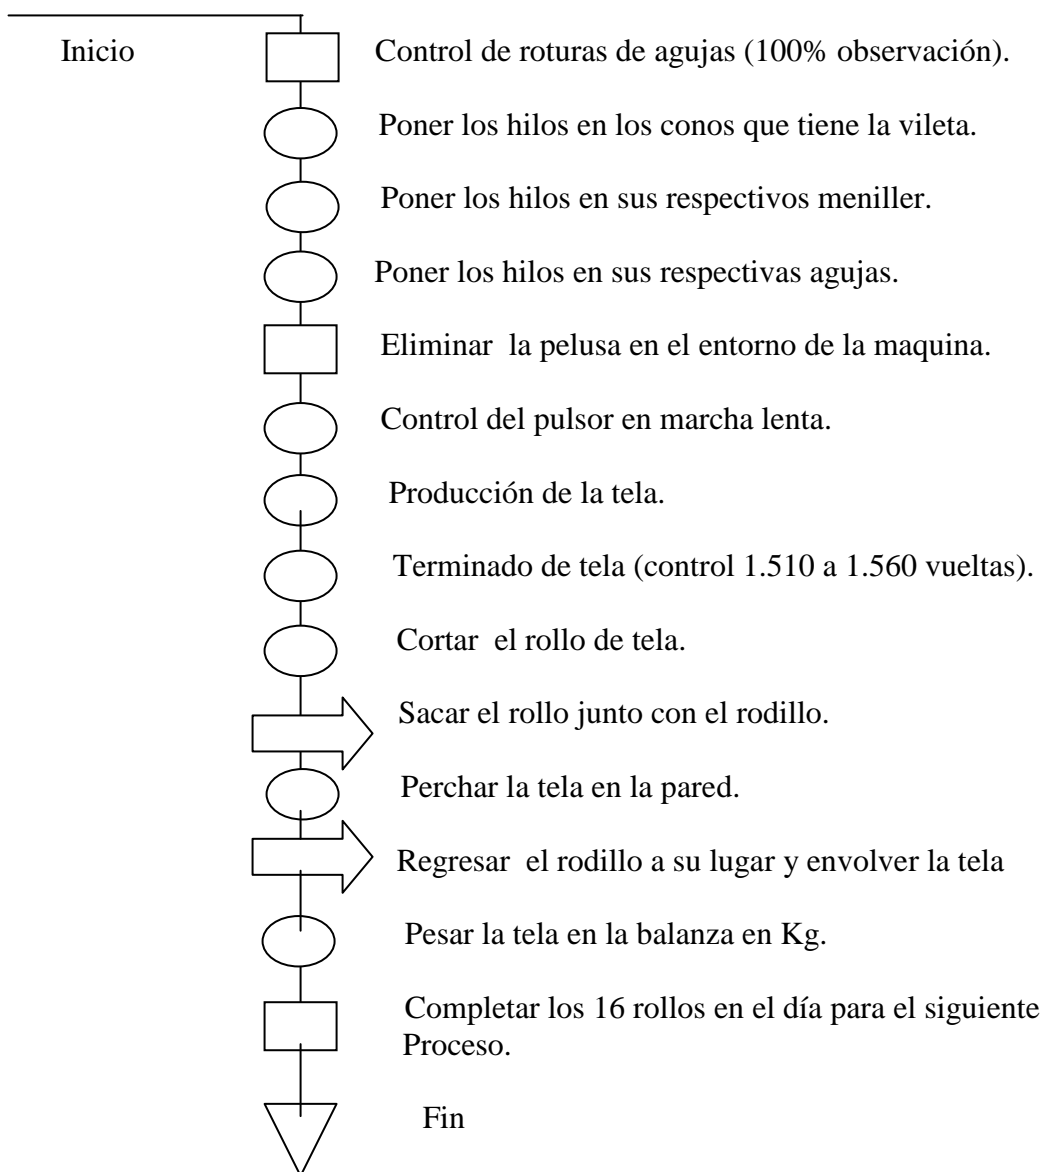 Inicio
Control de roturas de agujas (100% observación).
Poner los hilos en los conos que tiene la vileta.
Poner los hilos en sus respectivos meniller.
Poner los hilos en sus respectivas agujas.
Eliminar  la pelusa en el entorno de la maquina.
Control del pulsor en marcha lenta.
Producción de la tela.
Terminado de tela (control 1.510 a 1.560 vueltas).
Cortar  el rollo de tela.
Sacar el rollo junto con el rodillo.
Perchar la tela en la pared.
Regresar  el rodillo a su lugar y envolver la tela
Pesar la tela en la balanza en Kg.
Completar los 16 rollos en el día para el siguiente
Proceso.
Fin